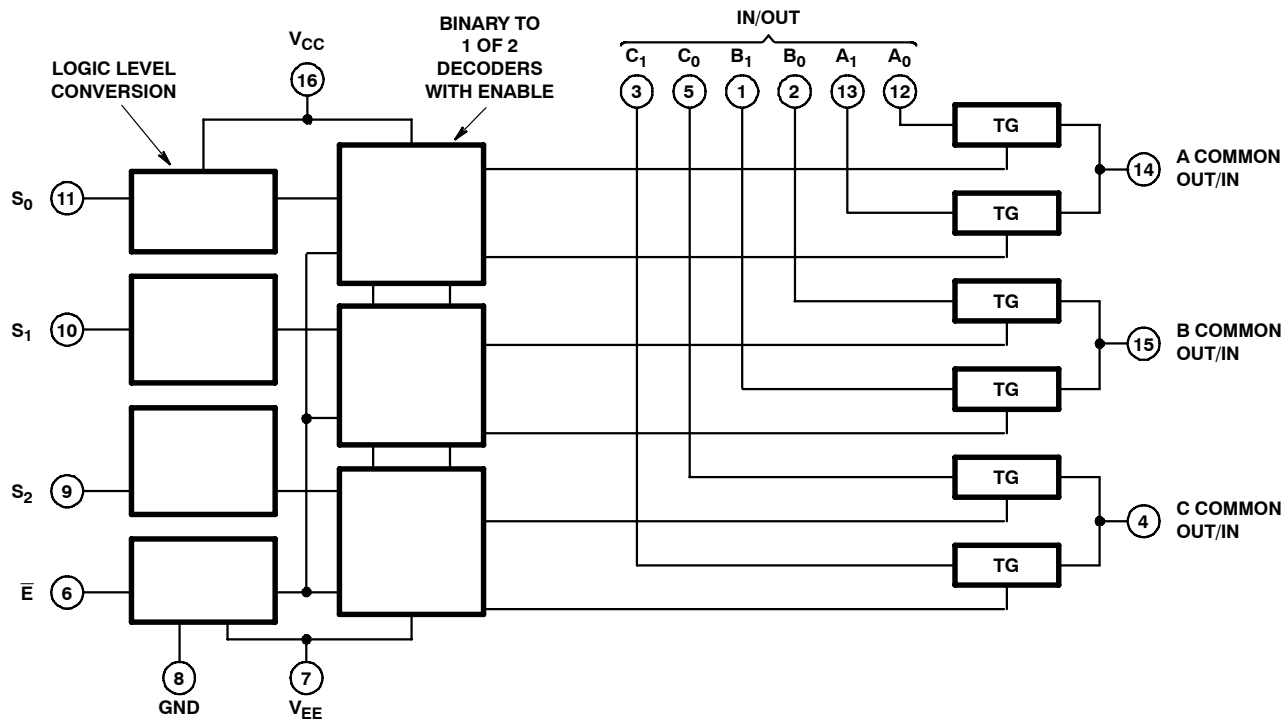 IN/OUT
BINARY TO
1 OF 2
DECODERS
WITH ENABLE
VCC
16
LOGIC LEVEL
CONVERSION
C1 C0 B1 B0 A1 A0
3 5 1 2 13 12
TG
A COMMON
OUT/IN
14
S0 11
TG
TG
S1 10
B COMMON
OUT/IN
15
TG
TG
S2 9
C COMMON
OUT/IN
4
TG
E̅ 6
8
GND
7
VEE